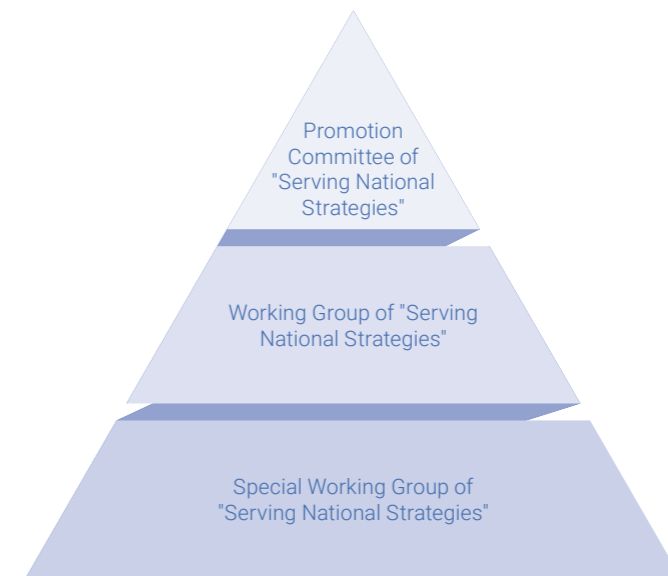 Promotion
Committee of
"Serving National
Strategies"
Working Group of "Serving
National Strategies"
Special Working Group of
"Serving National Strategies"